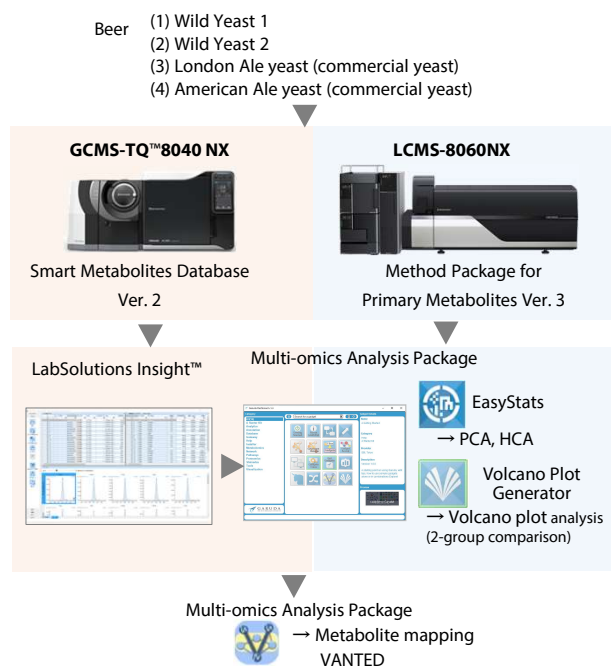 Beer
(1) Wild Yeast 1
(2) Wild Yeast 2
(3) London Ale yeast (commercial yeast)
(4) American Ale yeast (commercial yeast)
GCMS-TQ™8040 NX
Smart Metabolites Database
Ver. 2
LCMS-8060NX
Method Package for
Primary Metabolites Ver. 3
LabSolutions Insight™
Multi-omics Analysis Package
GARUDA
EasyStats
→ PCA, HCA
Volcano Plot
Generator
→ Volcano plot analysis
(2-group comparison)
Multi-omics Analysis Package
→ Metabolite mapping
VANTED